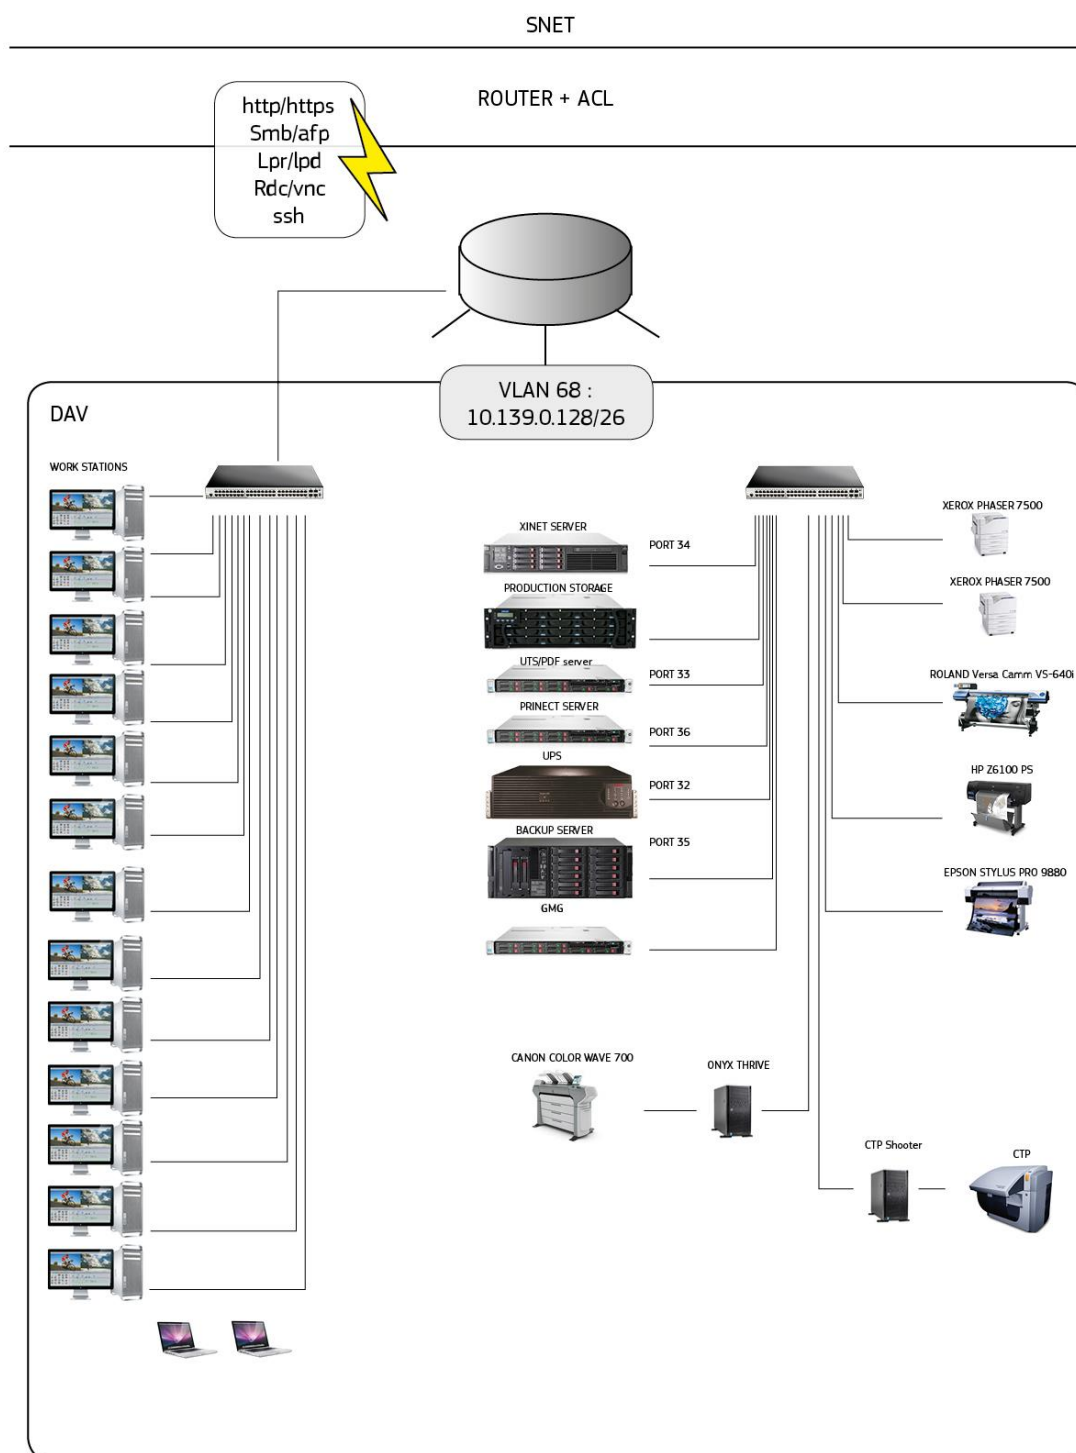 SNET
ROUTER + ACL
http/https
Smb/afp
Lpr/lpd
Rdc/vnc
ssh
VLAN 68 :
10.139.0.128/26
DAV
WORK STATIONS
XINET SERVER
PORT 34
PRODUCTION STORAGE
UTS/PDF server
PORT 33
PRINECT SERVER
PORT 36
UPS
PORT 32
BACKUP SERVER
PORT 35
GMG
XEROX PHASER 7500
XEROX PHASER 7500
ROLAND Versa Camm VS-640i
HP Z6100 PS
EPSON STYLUS PRO 9880
CANON COLOR WAVE 700
ONYX THRIVE
CTP Shooter
CTP